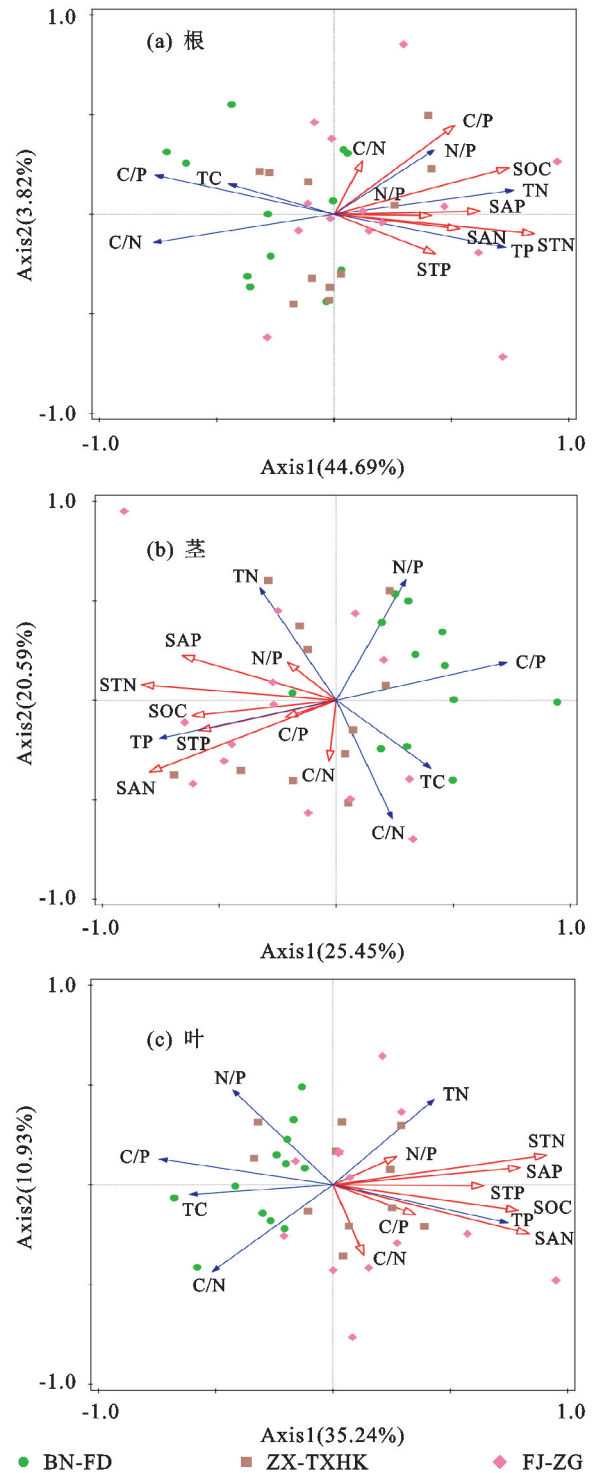 1.0
(a) 根
C/P
C/N
N/P
SOC
C/P
TC
TN
N/P
SAP
C/N
SAN
STN
TP
STP
Axis2(3.82%)
-1.0
-1.0
1.0
Axis1(44.69%)
1.0
(b) 茎
N/P
TN
SAP
N/P
C/P
STN
SOC
TP
STP
C/P
SAN
C/N
TC
C/N
Axis2(20.59%)
-1.0
-1.0
1.0
Axis1(25.45%)
1.0
(c) 叶
N/P
TN
STN
C/P
N/P
SAP
TC
STP
SOC
C/P
TP
SAN
C/N
C/N
Axis2(10.93%)
-1.0
-1.0
1.0
Axis1(35.24%)
BN-FD
ZX-TXHK
FJ-ZG